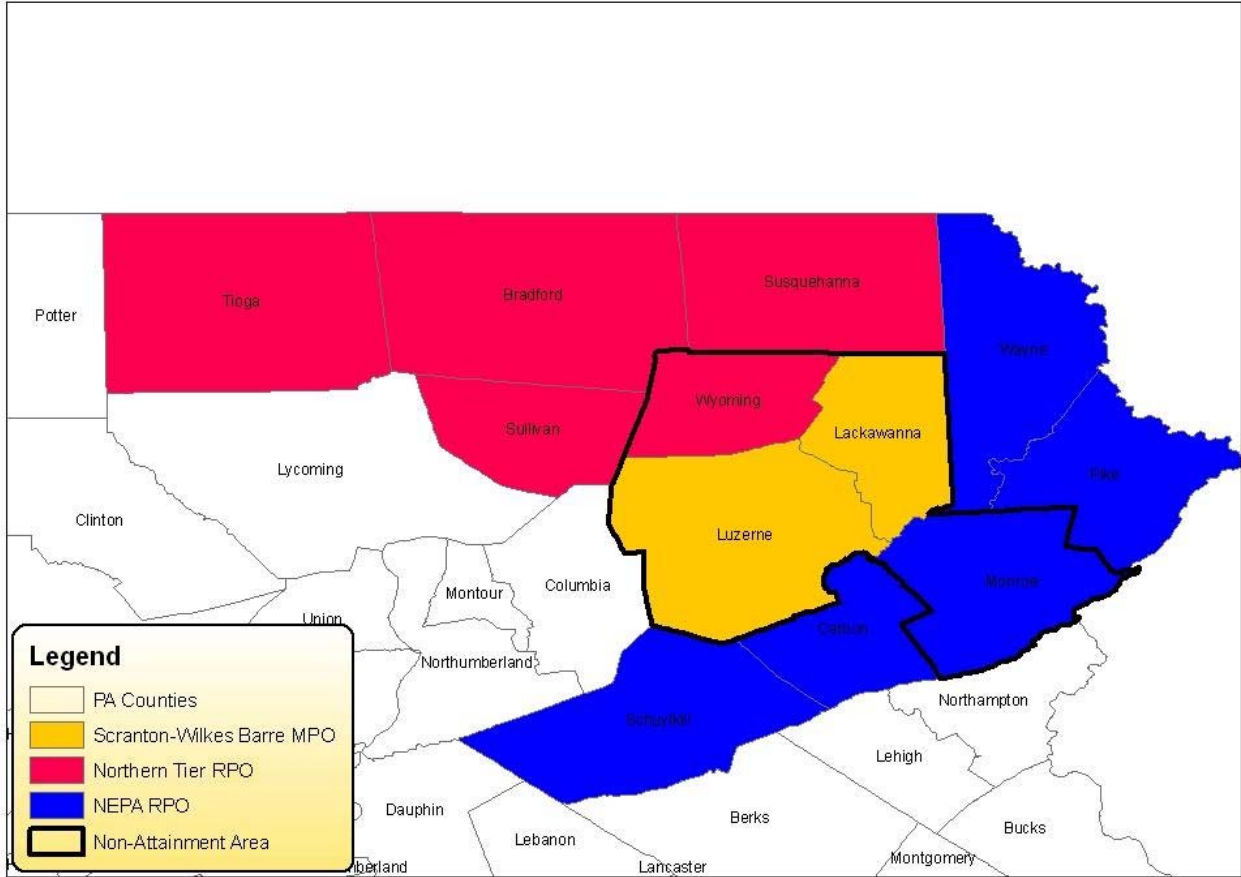 Tioga
Bradford
Susquehanna
Potter
Wayne
Wyoming
Sullivan
Lackawanna
Lycoming
Pike
Clinton
Luzerne
Columbia
Montour
Monroe
Union
Carbon
Northumberland
Northampton
Schuylkill
Lehigh
Dauphin
Berks
Bucks
Lebanon
Montgomery
Lancaster
mberland
Legend
PA Counties
Scranton-Wilkes Barre MPO
Northern Tier RPO
NEPA RPO
Non-Attainment Area